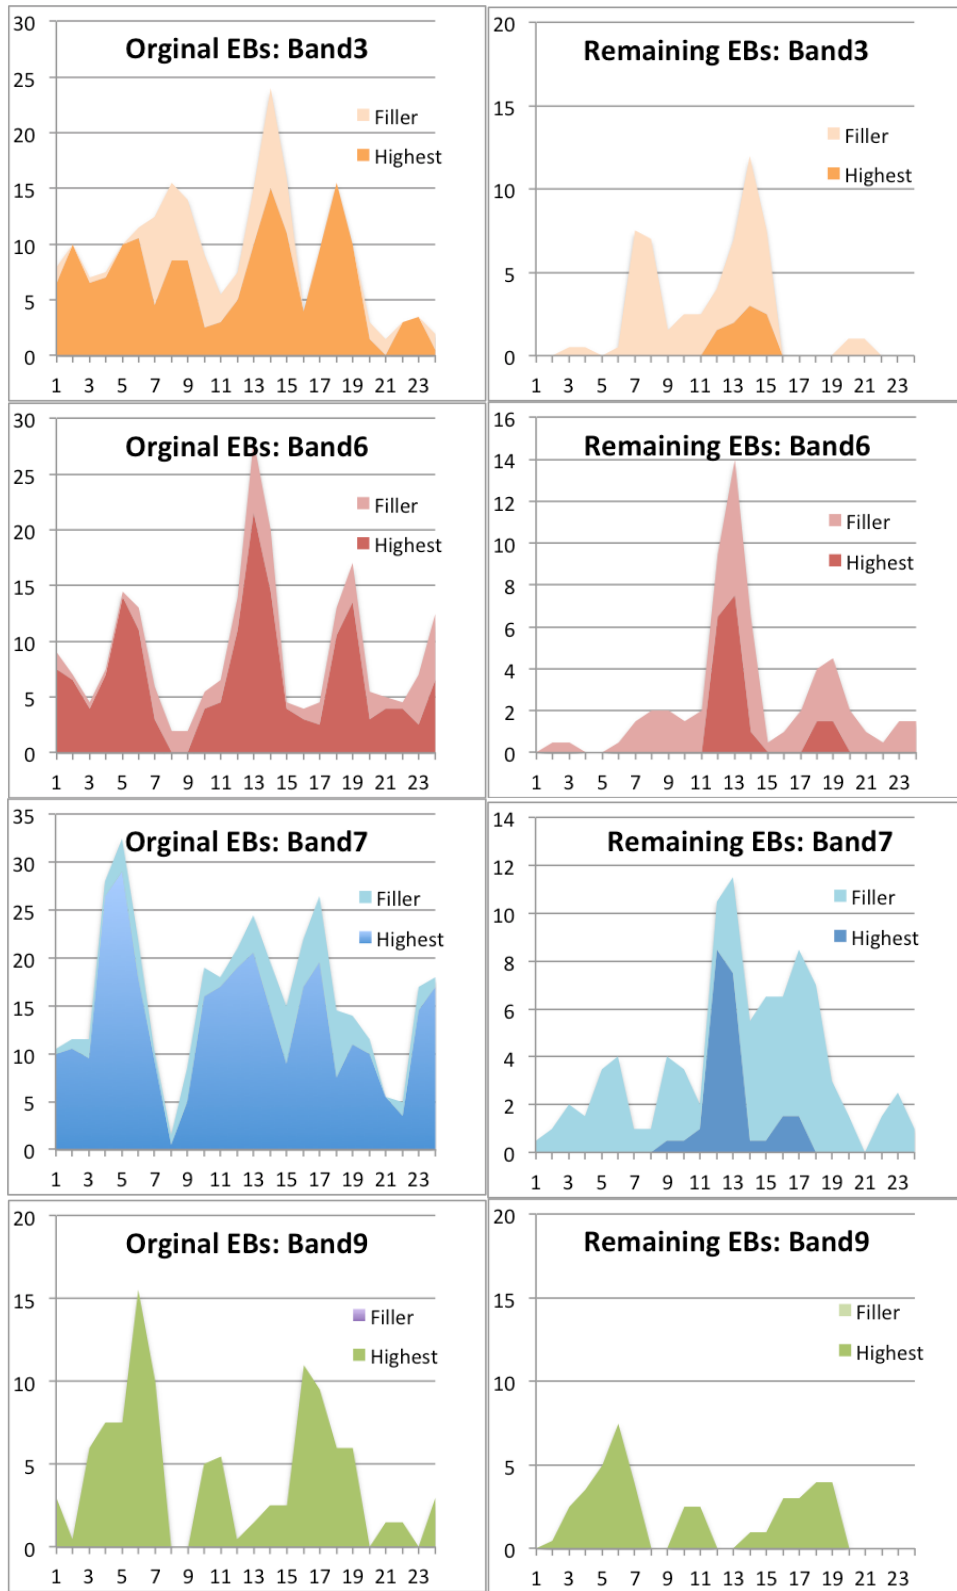 Orginal EBs: Band3
30
25
20
15
10
5
0
Filler
Highest
1 3 5 7 9 11 13 15 17 19 21 23
Remaining EBs: Band3
20
15
10
5
0
Filler
Highest
1 3 5 7 9 11 13 15 17 19 21 23
Orginal EBs: Band6
30
25
20
15
10
5
0
Filler
Highest
1 3 5 7 9 11 13 15 17 19 21 23
Remaining EBs: Band6
16
14
12
10
8
6
4
2
0
Filler
Highest
1 3 5 7 9 11 13 15 17 19 21 23
Orginal EBs: Band7
35
30
25
20
15
10
5
0
Filler
Highest
1 3 5 7 9 11 13 15 17 19 21 23
Remaining EBs: Band7
14
12
10
8
6
4
2
0
Filler
Highest
1 3 5 7 9 11 13 15 17 19 21 23
Orginal EBs: Band9
20
15
10
5
0
Filler
Highest
1 3 5 7 9 11 13 15 17 19 21 23
Remaining EBs: Band9
20
15
10
5
0
Filler
Highest
1 3 5 7 9 11 13 15 17 19 21 23